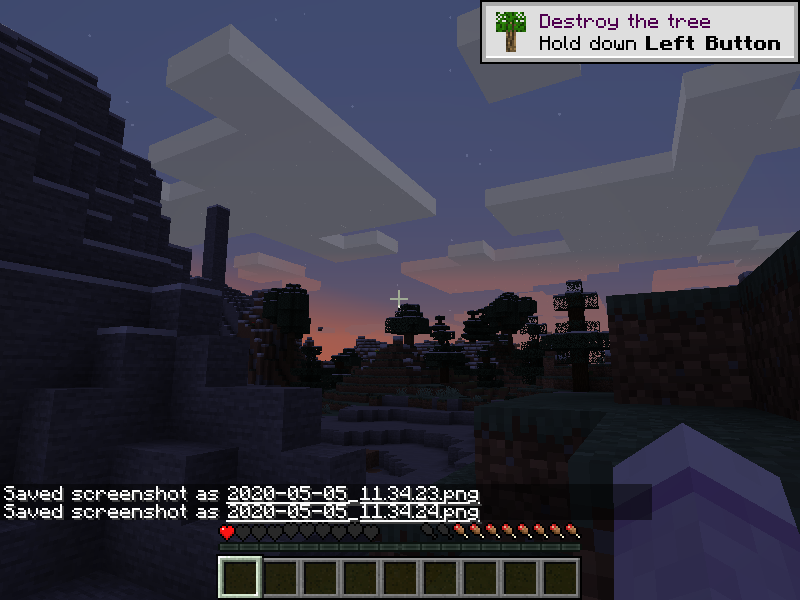 Destroy the tree
Hold down Left Button
Saved screenshot as 2020-05-05_11.34.23.png
Saved screenshot as 2020-05-05_11.34.24.png